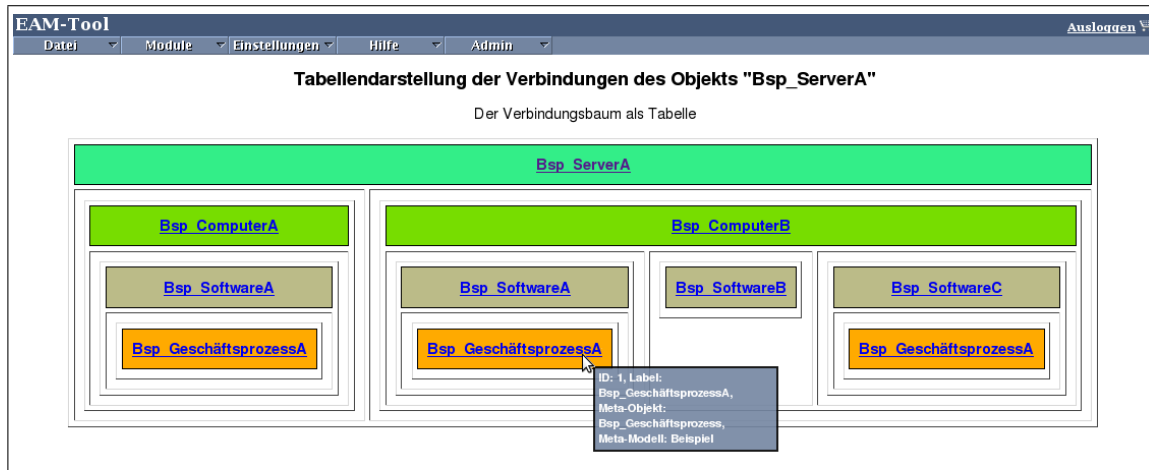 EAM-Tool
Ausloggen
Datei Module Einstellungen Hilfe Admin
Tabellendarstellung der Verbindungen des Objekts "Bsp_ServerA"
Der Verbindungsbaum als Tabelle
Bsp_ServerA
Bsp_ComputerA Bsp_ComputerB
Bsp_SoftwareA Bsp_SoftwareA Bsp_SoftwareB Bsp_SoftwareC
Bsp_GeschäftsprozessA Bsp_GeschäftsprozessA Bsp_GeschäftsprozessA
ID: 1, Label:
Bsp_GeschäftsprozessA,
Meta-Objekt:
Bsp_Geschäftsprozess,
Meta-Modell: Beispiel